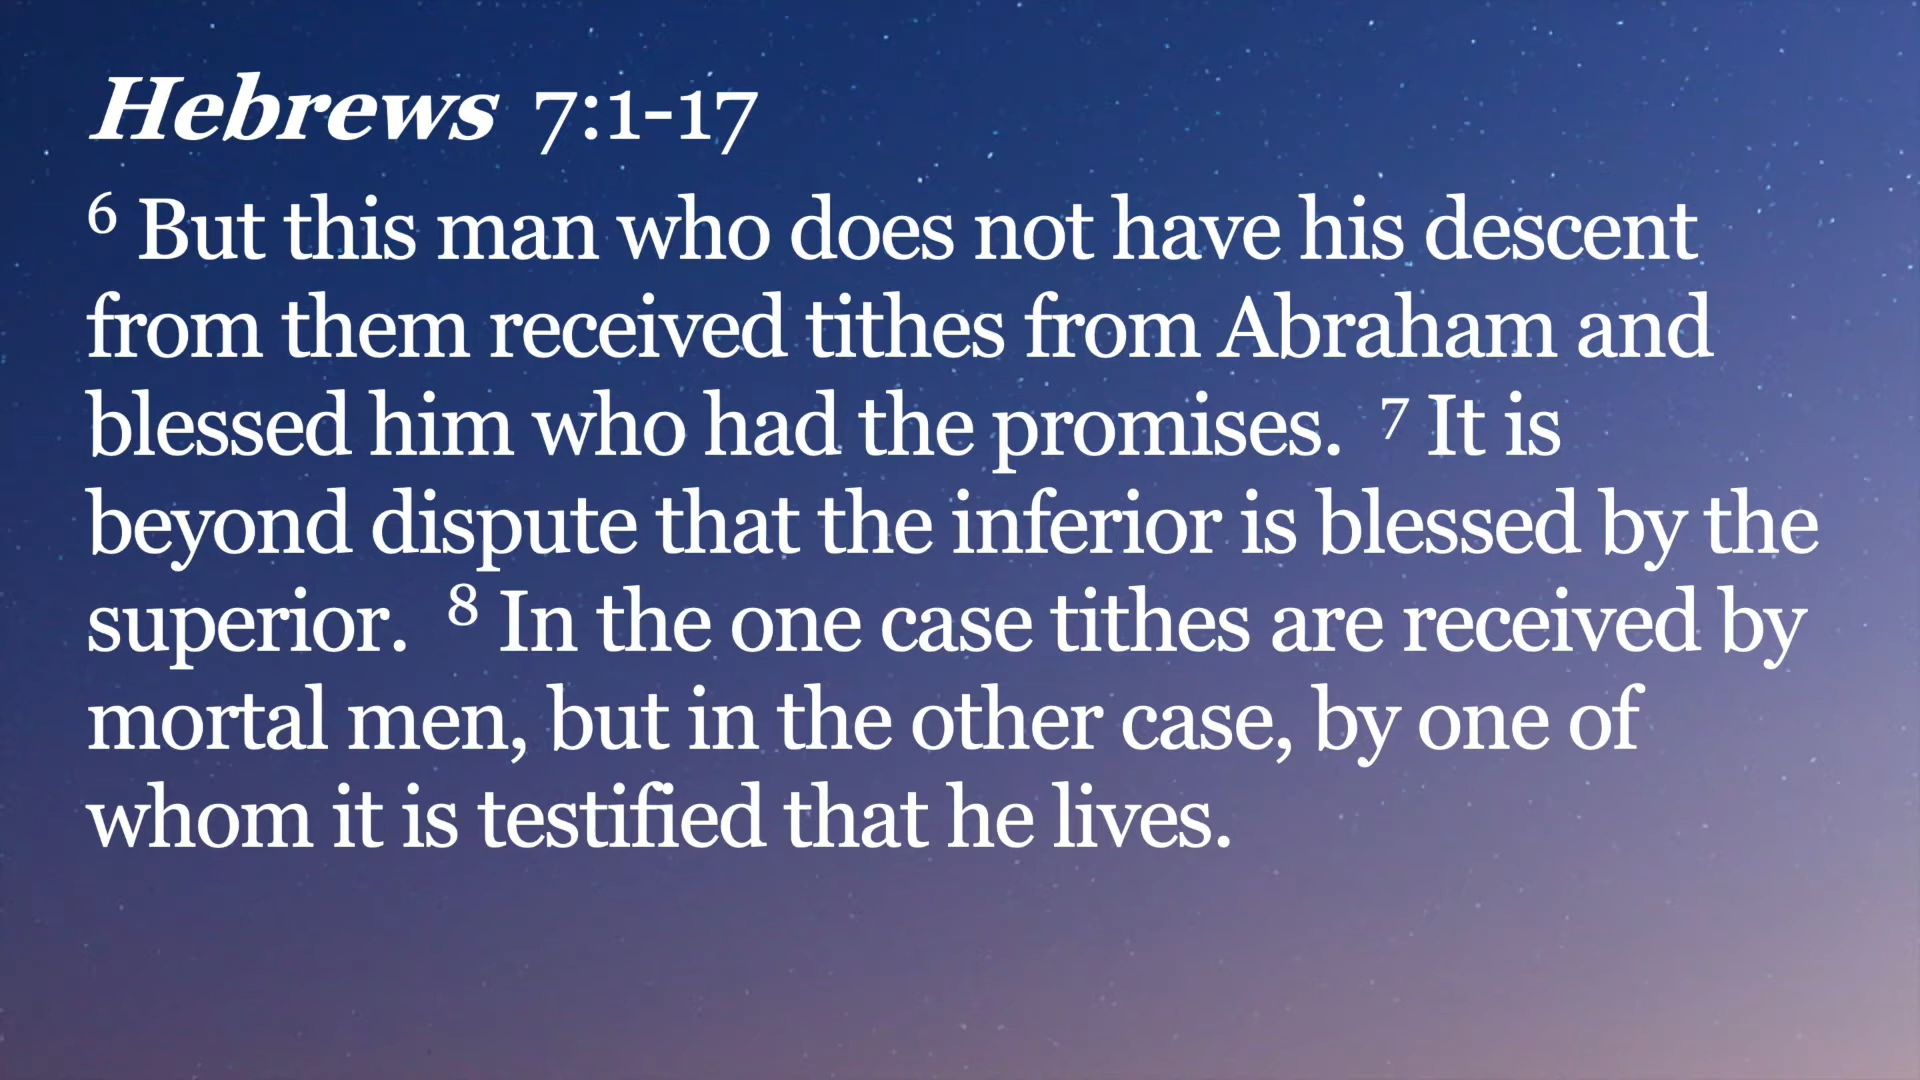 Hebrews 7:1-17
6 But this man who does not have his descent
from them received tithes from Abraham and
blessed him who had the promises. 7 It is
beyond dispute that the inferior is blessed by the
superior. 8 In the one case tithes are received by
mortal men, but in the other case, by one of
whom it is testified that he lives.